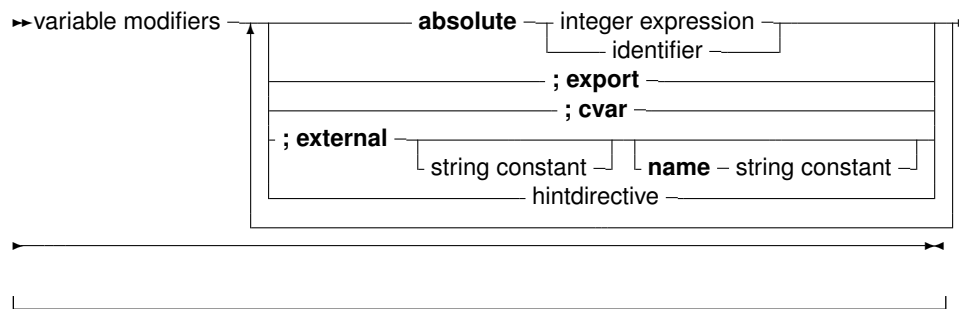 variable modifiers absolute integer expression
identifier
; export
; cvar
; external
string constant name string constant
hintdirective